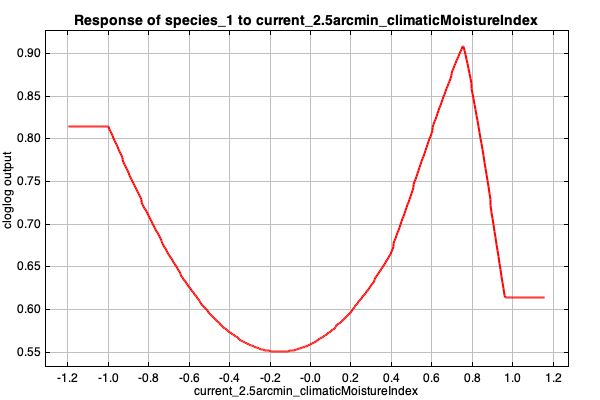 Response of species_1 to current_2.5arcmin_climaticMoistureIndex
0.90
0.85
0.80
0.75
0.70
0.65
0.60
0.55
cloglog output
-1.2 -1.0 -0.8 -0.6 -0.4 -0.2 -0.0 0.2 0.4 0.6 0.8 1.0 1.2
current_2.5arcmin_climaticMoistureIndex